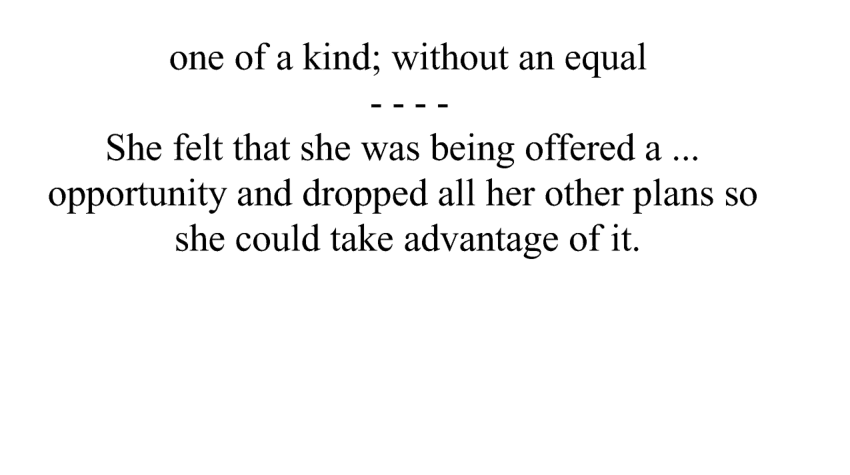 one of a kind; without an equal
- - - -
She felt that she was being offered a ...
opportunity and dropped all her other plans so
she could take advantage of it.